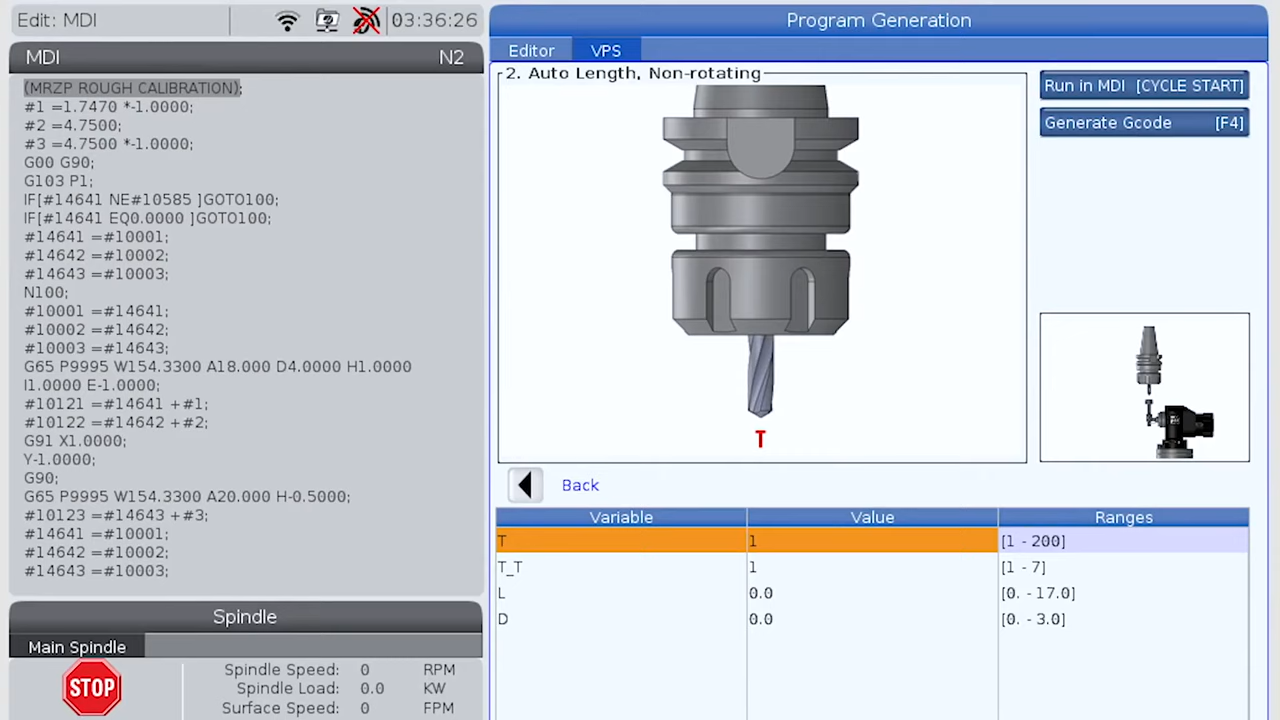 Edit: MDI
03:36:26
MDI N2
(MRZP ROUGH CALIBRATION);
#1 =1.7470 *-1.0000;
#2 =4.7500;
#3 =4.7500 *-1.0000;
G00 G90;
G103 P1;
IF[#14641 NE#10585 ]GOTO100;
IF[#14641 EQ0.0000 ]GOTO100;
#14641 =#10001;
#14642 =#10002;
#14643 =#10003;
N100;
#10001 =#14641;
#10002 =#14642;
#10003 =#14643;
G65 P9995 W154.3300 A18.000 D4.0000 H1.0000
I1.0000 E-1.0000;
#10121 =#14641 +#1;
#10122 =#14642 +#2;
G91 X1.0000;
Y-1.0000;
G90;
G65 P9995 W154.3300 A20.000 H-0.5000;
#10123 =#14643 +#3;
#14641 =#10001;
#14642 =#10002;
#14643 =#10003;
Spindle
Main Spindle
STOP
Spindle Speed: 0 RPM
Spindle Load: 0.0 KW
Surface Speed: 0 FPM
Program Generation
Editor VPS
2. Auto Length, Non-rotating
T
Run in MDI [CYCLE START]
Generate Gcode [F4]
Back
Variable Value Ranges
T 1 [1 - 200]
T_T 1 [1 - 7]
L 0.0 [0. - 17.0]
D 0.0 [0. - 3.0]